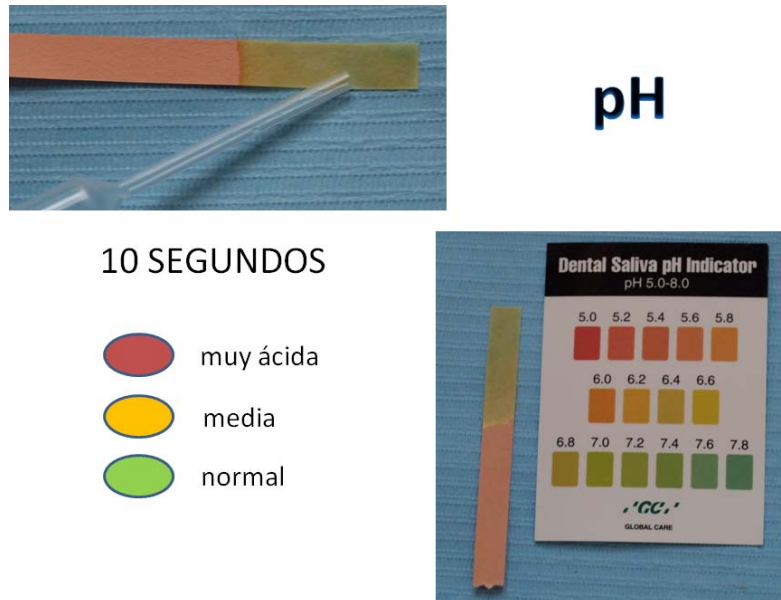 pH
10 SEGUNDOS
muy ácida
media
normal
Dental Saliva pH Indicator
pH 5.0-8.0
5.0 5.2 5.4 5.6 5.8
6.0 6.2 6.4 6.6
6.8 7.0 7.2 7.4 7.6 7.8
GC
GLOBAL CARE